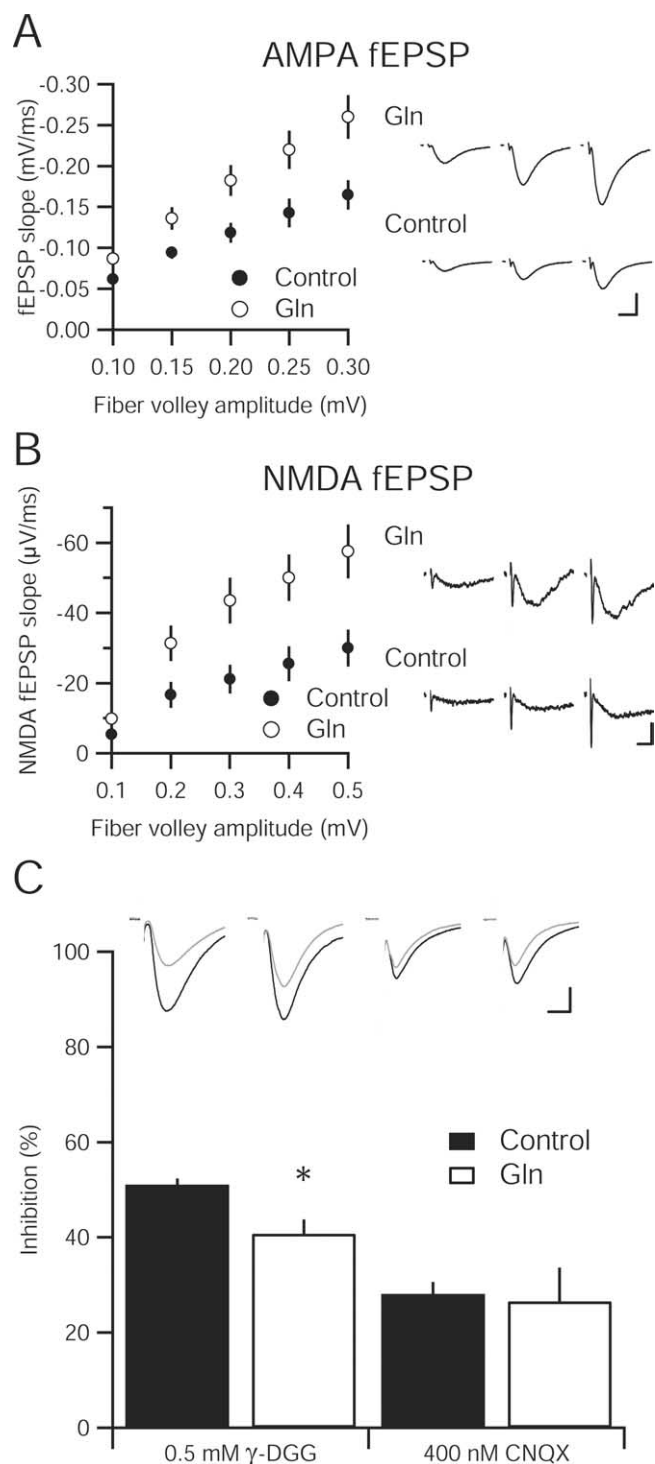 A
AMPA fEPSP
fEPSP slope (mV/ms)
-0.30
-0.25
-0.20
-0.15
-0.10
-0.05
0.00
0.10 0.15 0.20 0.25 0.30
Fiber volley amplitude (mV)
Control
Gln
Gln
Control
B
NMDA fEPSP
NMDA fEPSP slope (µV/ms)
-60
-40
-20
0
0.1 0.2 0.3 0.4 0.5
Fiber volley amplitude (mV)
Control
Gln
Gln
Control
C
Inhibition (%)
100
80
60
40
20
0
*
Control
Gln
0.5 mM γ-DGG 400 nM CNQX